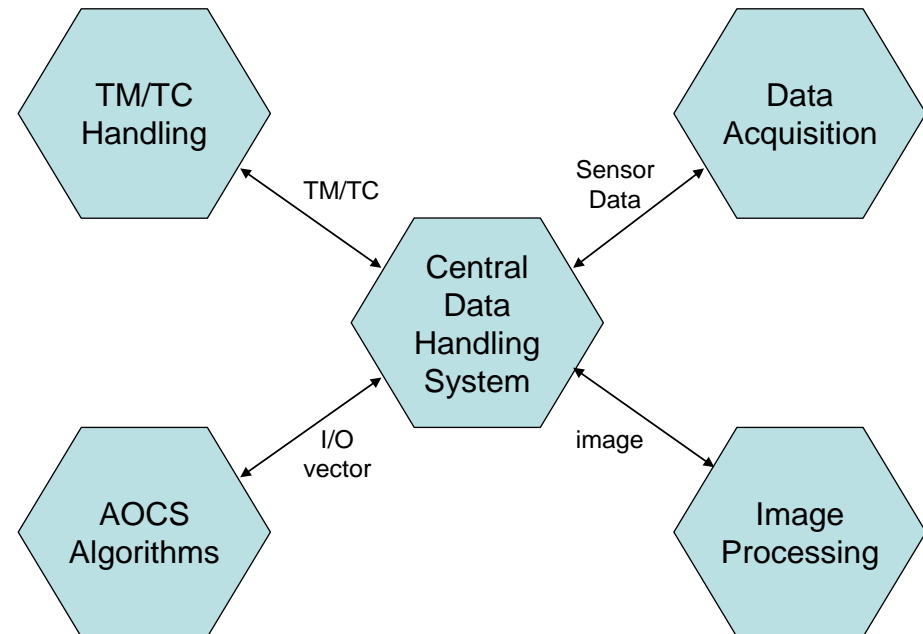 TM/TC
Handling
Data
Acquisition
TM/TC
Sensor
Data
Central
Data
Handling
System
I/O
vector
image
AOCS
Algorithms
Image
Processing